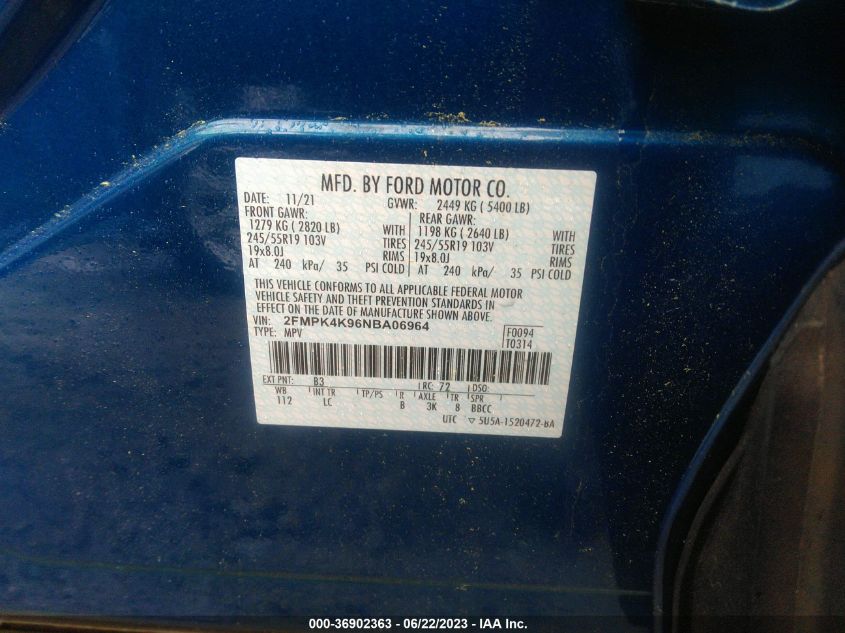 MFD. BY FORD MOTOR CO.
DATE: 11/21 GVWR: 2449 KG ( 5400 LB)
FRONT GAWR: REAR GAWR:
1279 KG ( 2820 LB) WITH 1198 KG ( 2640 LB) WITH
245/55R19 103V TIRES 245/55R19 103V TIRES
19x8.0J RIMS 19x8.0J RIMS
AT 240 kPa/ 35 PSI COLD AT 240 kPa/ 35 PSI COLD
THIS VEHICLE CONFORMS TO ALL APPLICABLE FEDERAL MOTOR
VEHICLE SAFETY AND THEFT PREVENTION STANDARDS IN
EFFECT ON THE DATE OF MANUFACTURE SHOWN ABOVE.
VIN: 2FMPK4K96NBA06964 F0094
TYPE: MPV T0314
EXT PNT: B3 RC: 72 DSO:
WB INT TR TP/PS R AXLE TR SPR
112 LC B 3K 8 BBCC
UTC ▽ 5U5A-1520472-BA
000-36902363 - 06/22/2023 - IAA Inc.